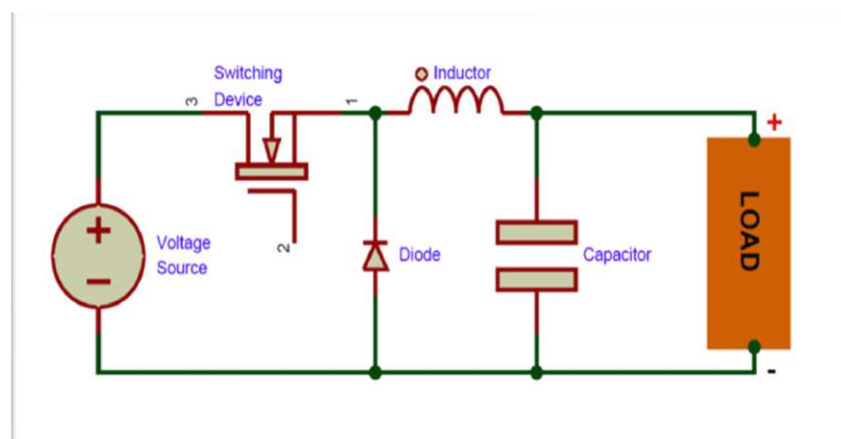 Switching
Device
3
1
2
Inductor
+
Voltage
Source
+
−
Diode
Capacitor
LOAD
-